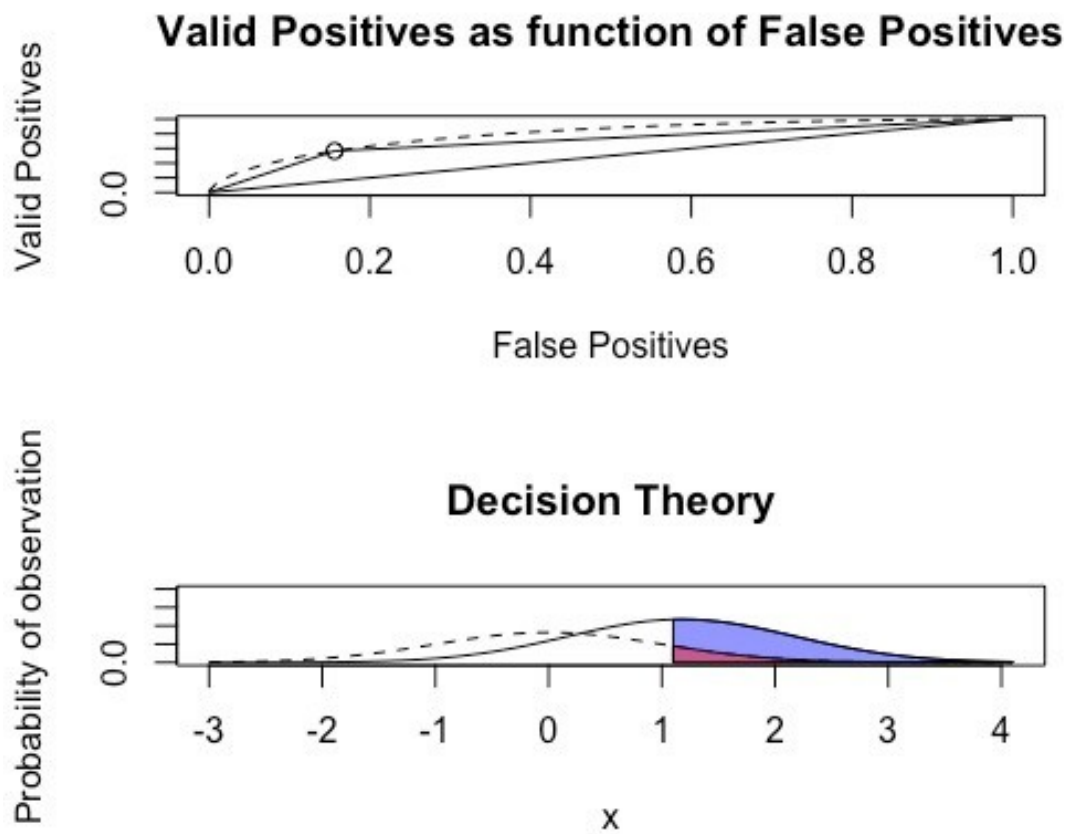 Valid Positives as function of False Positives
Valid Positives
0.0
0.0 0.2 0.4 0.6 0.8 1.0
False Positives
Decision Theory
Probability of observation
0.0
-3 -2 -1 0 1 2 3 4
x